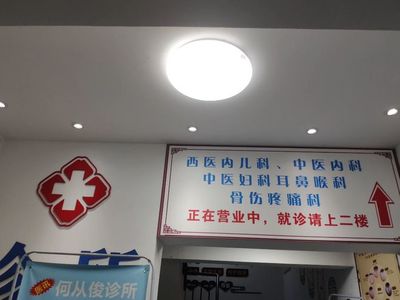 西医内儿科、中医内科
中医妇科耳鼻喉科
骨伤疼痛科
正在营业中，就诊请上二楼
何从俊诊所